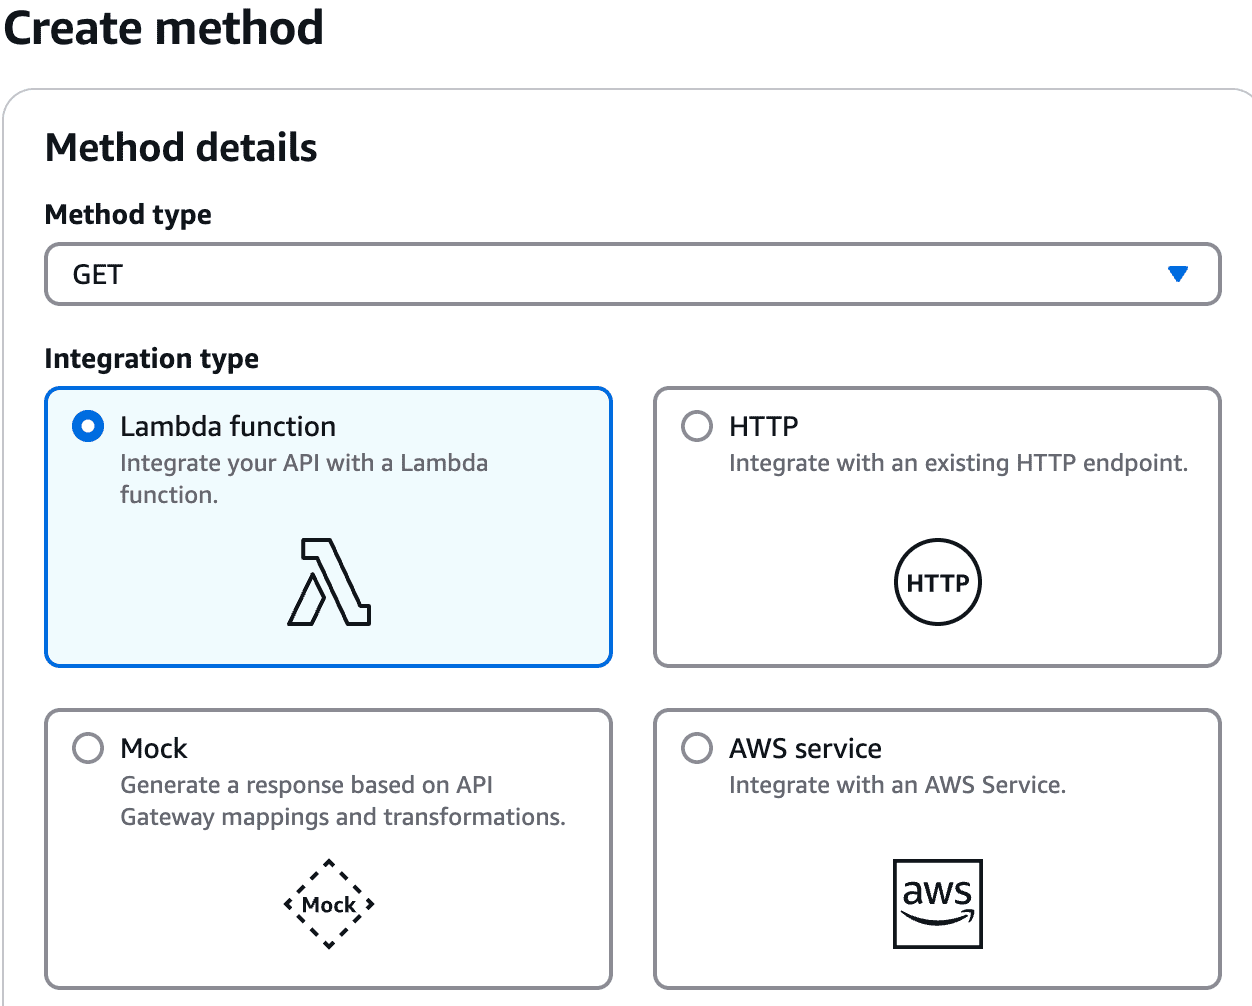 Create method
Method details
Method type
GET
Integration type
Lambda function
Integrate your API with a Lambda
function.
HTTP
Integrate with an existing HTTP endpoint.
HTTP
Mock
Generate a response based on API
Gateway mappings and transformations.
Mock
AWS service
Integrate with an AWS Service.
aws